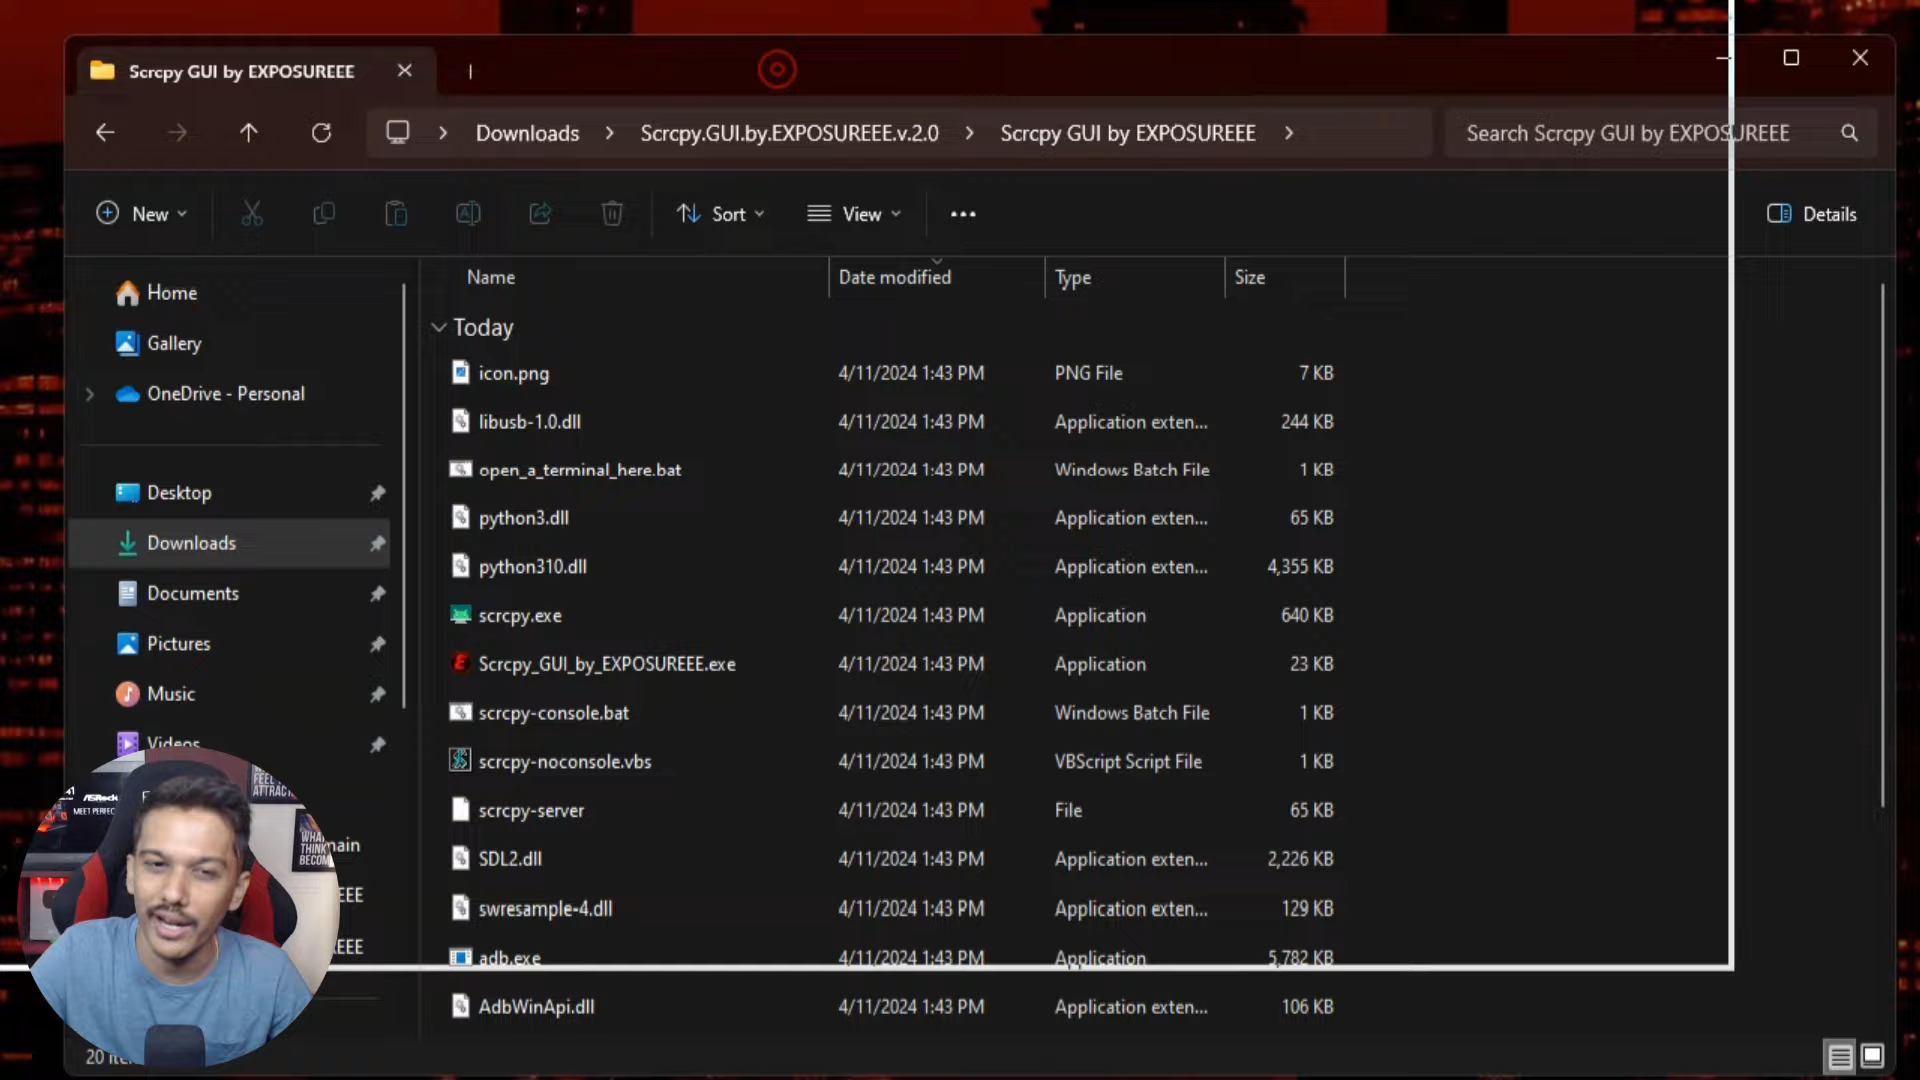 Scrcpy GUI by EXPOSUREEE
Downloads
Scrcpy.GUI.by.EXPOSUREEE.v.2.0
Scrcpy GUI by EXPOSUREEE
Search Scrcpy GUI by EXPOSUREEE
New
Sort
View
Details
Name
Date modified
Type
Size
Home
Gallery
OneDrive - Personal
Desktop
Downloads
Documents
Pictures
Music
Videos
Today
icon.png 4/11/2024 1:43 PM PNG File 7 KB
libusb-1.0.dll 4/11/2024 1:43 PM Application exten... 244 KB
open_a_terminal_here.bat 4/11/2024 1:43 PM Windows Batch File 1 KB
python3.dll 4/11/2024 1:43 PM Application exten... 65 KB
python310.dll 4/11/2024 1:43 PM Application exten... 4,355 KB
scrcpy.exe 4/11/2024 1:43 PM Application 640 KB
Scrcpy_GUI_by_EXPOSUREEE.exe 4/11/2024 1:43 PM Application 23 KB
scrcpy-console.bat 4/11/2024 1:43 PM Windows Batch File 1 KB
scrcpy-noconsole.vbs 4/11/2024 1:43 PM VBScript Script File 1 KB
scrcpy-server 4/11/2024 1:43 PM File 65 KB
SDL2.dll 4/11/2024 1:43 PM Application exten... 2,226 KB
swresample-4.dll 4/11/2024 1:43 PM Application exten... 129 KB
adb.exe 4/11/2024 1:43 PM Application 5,782 KB
AdbWinApi.dll 4/11/2024 1:43 PM Application exten... 106 KB
ASRock
MEET PERFEC
FEEL
ATTRAC
WHA
THINK
BECOM
EEE
EEE
20